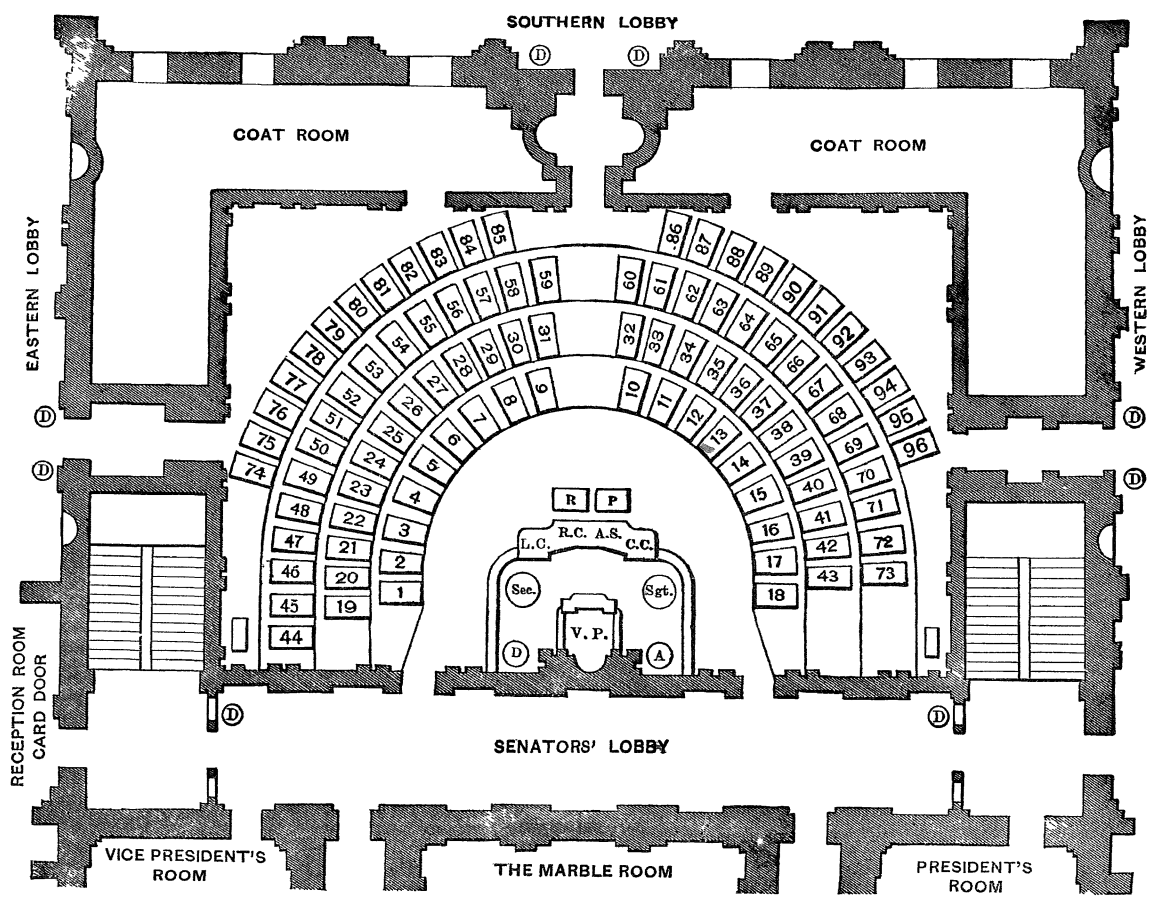 SOUTHERN LOBBY
D D
COAT ROOM
COAT ROOM
EASTERN LOBBY
WESTERN LOBBY
85 86
84 87
83 88
82 89
81 90
80 91
79 92
78 93
77 94
76 95
75 96
74
59 60
58 61
57 62
56 63
55 64
54 65
53 66
52 67
51 68
50 69
49 70
48 71
47 72
46 73
45
44
31 32
30 33
29 34
28 35
27 36
26 37
25 38
24 39
23 40
22 41
21 42
20 43
19
9 10
8 11
7 12
6 13
5 14
4 15
3 16
2 17
1 18
D D
D D
R P
L.C. R.C. A.S. C.C.
Sec. Sgt.
V. P.
D A
RECEPTION ROOM
CARD DOOR
D D
SENATORS' LOBBY
VICE PRESIDENT'S
ROOM
THE MARBLE ROOM
PRESIDENT'S
ROOM